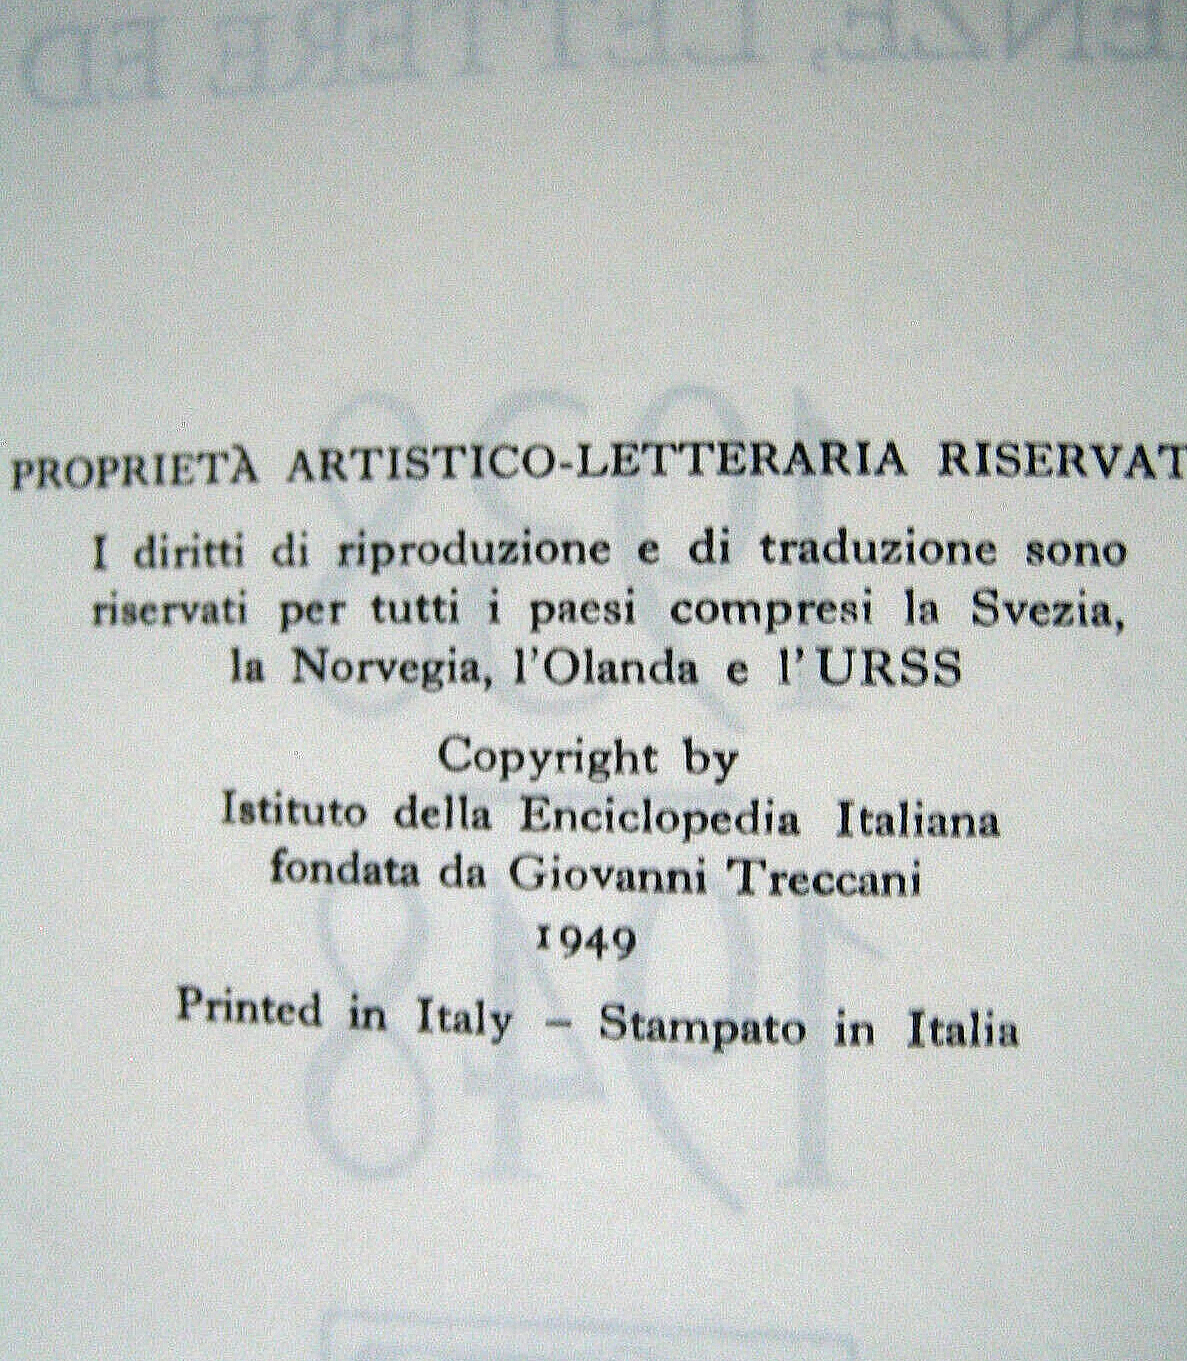 PROPRIETÀ ARTISTICO-LETTERARIA RISERVAT
I diritti di riproduzione e di traduzione sono
riservati per tutti i paesi compresi la Svezia,
la Norvegia, l'Olanda e l'URSS
Copyright by
Istituto della Enciclopedia Italiana
fondata da Giovanni Treccani
1949
Printed in Italy – Stampato in Italia